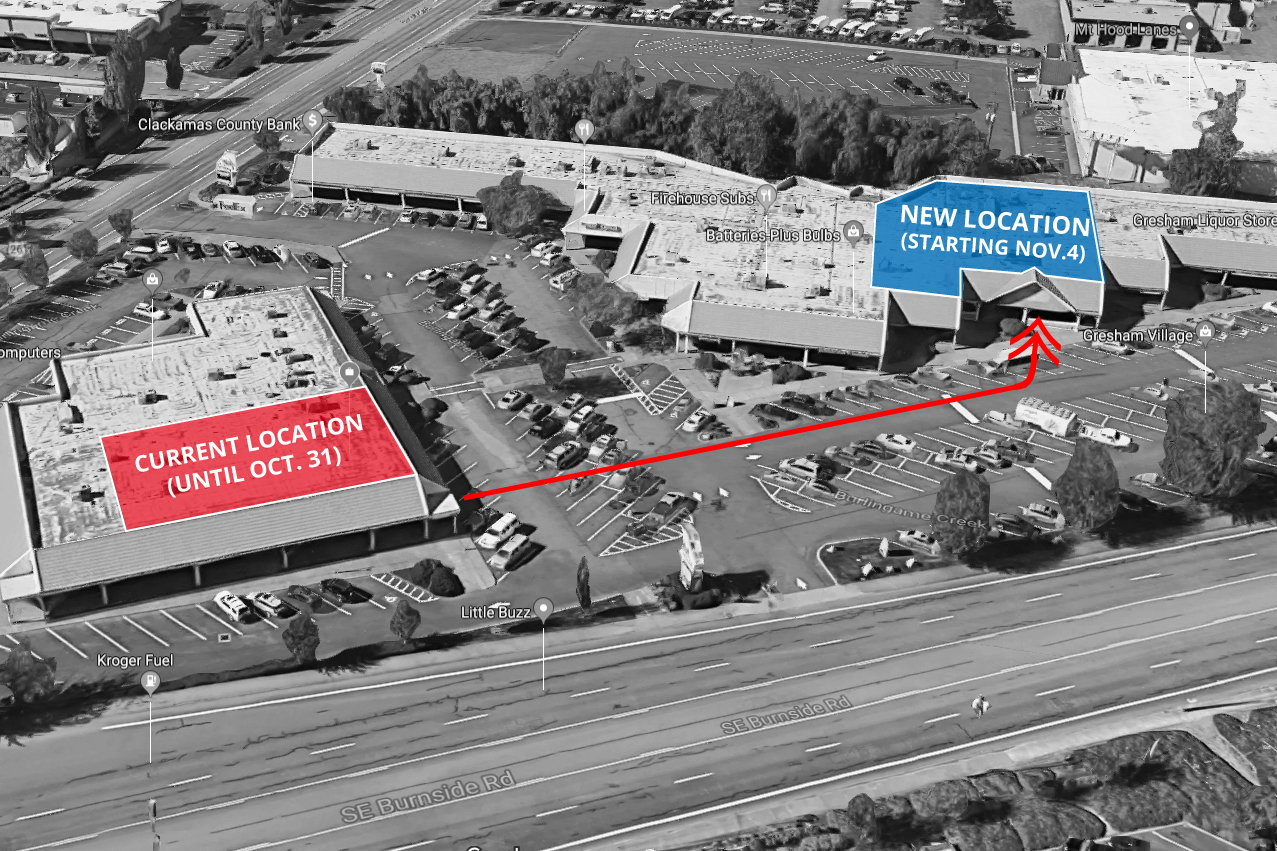 Mt Hood Lanes
Clackamas County Bank
Firehouse Subs
NEW LOCATION
(STARTING NOV.4)
Gresham Liquor Store
Batteries Plus Bulbs
26
Gresham Village
omputers
CURRENT LOCATION
(UNTIL OCT. 31)
Burlingame Creek
Little Buzz
Kroger Fuel
SE Burnside Rd
SE Burnside Rd